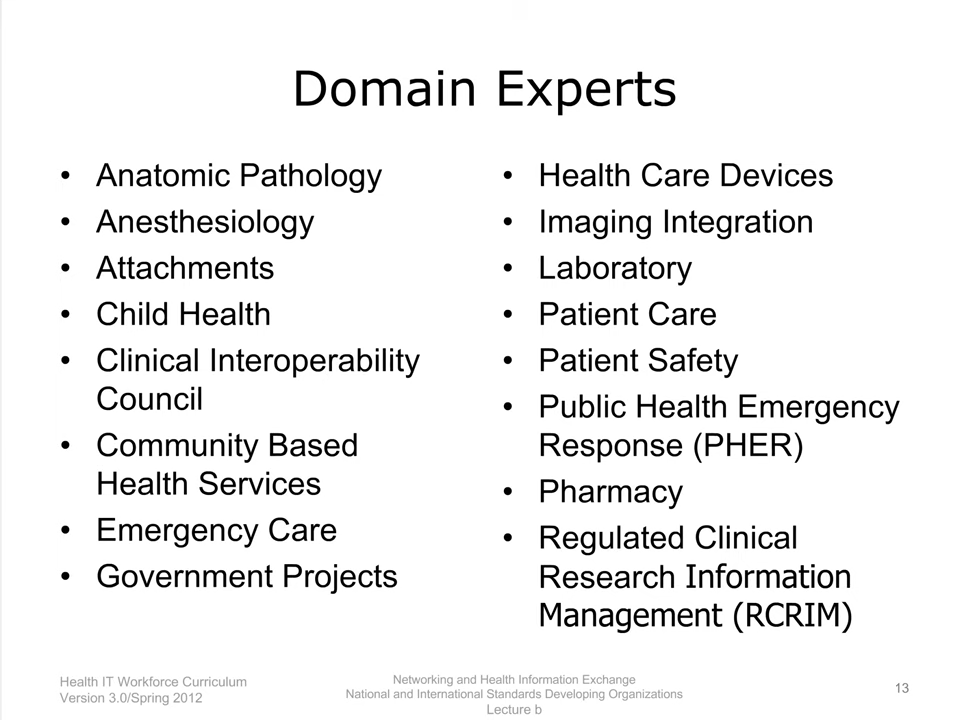 Domain Experts
• Anatomic Pathology
• Anesthesiology
• Attachments
• Child Health
• Clinical Interoperability
Council
• Community Based
Health Services
• Emergency Care
• Government Projects
• Health Care Devices
• Imaging Integration
• Laboratory
• Patient Care
• Patient Safety
• Public Health Emergency
Response (PHER)
• Pharmacy
• Regulated Clinical
Research Information
Management (RCRIM)
Health IT Workforce Curriculum
Version 3.0/Spring 2012
Networking and Health Information Exchange
National and International Standards Developing Organizations
Lecture b
13